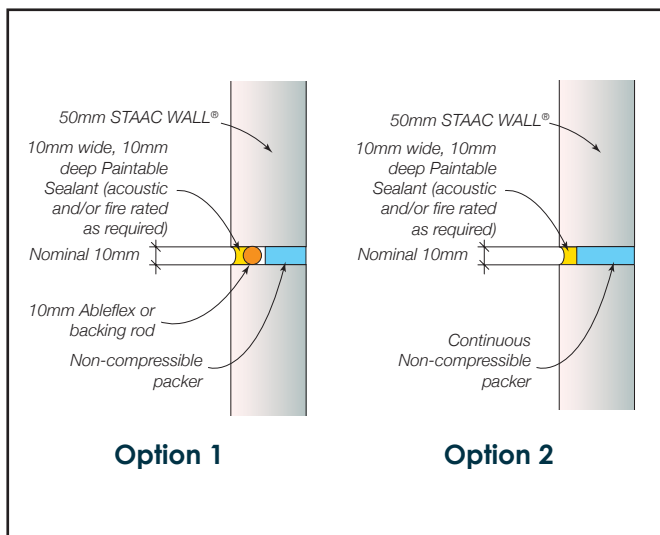 50mm STAAC WALL®
10mm wide, 10mm
deep Paintable
Sealant (acoustic
and/or fire rated
as required)
Nominal 10mm
10mm Ableflex or
backing rod
Non-compressible
packer
Option 1
50mm STAAC WALL®
10mm wide, 10mm
deep Paintable
Sealant (acoustic
and/or fire rated
as required)
Nominal 10mm
Continuous
Non-compressible
packer
Option 2